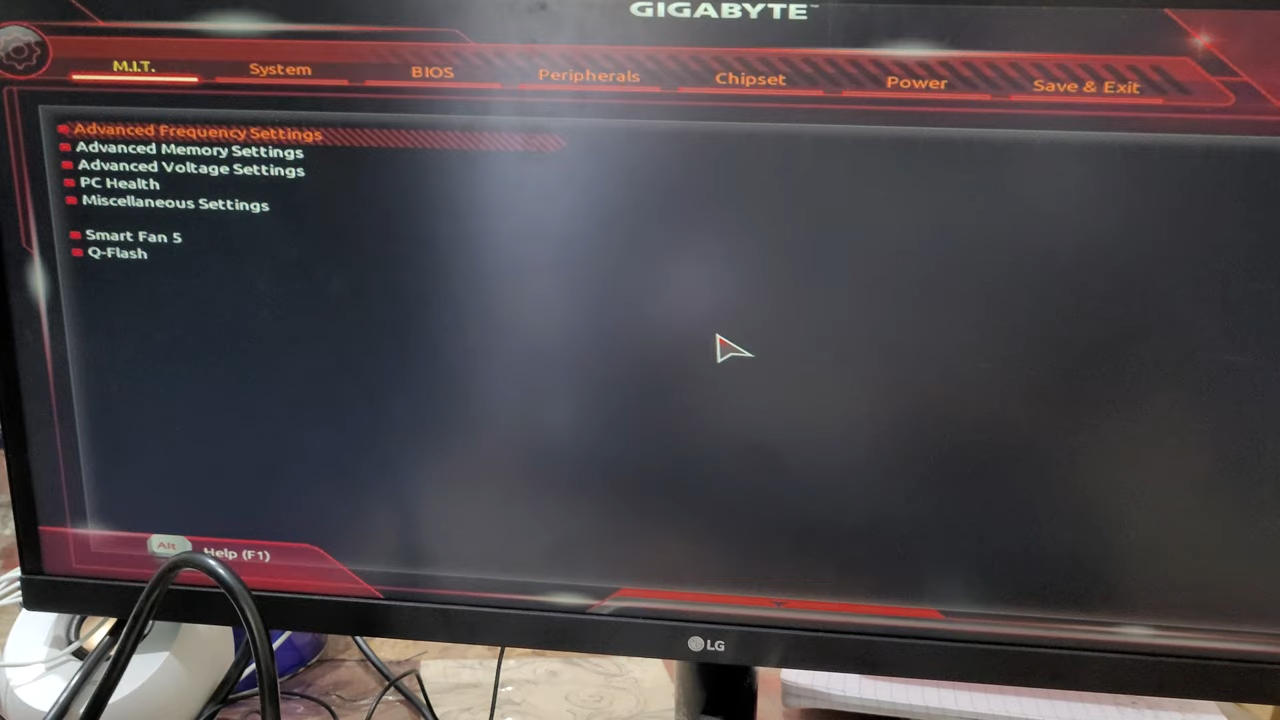 GIGABYTE™
M.I.T. System BIOS Peripherals Chipset Power Save & Exit
Advanced Frequency Settings
Advanced Memory Settings
Advanced Voltage Settings
PC Health
Miscellaneous Settings
Smart Fan 5
Q-Flash
Alt Help (F1)
LG